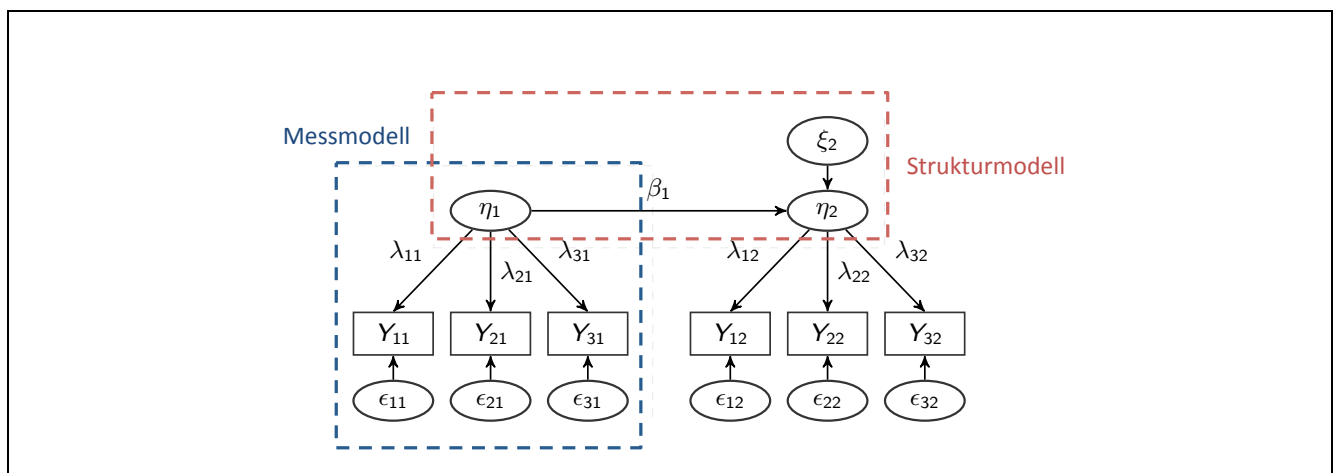 Messmodell
ξ₂
Strukturmodell
β₁
η₁ η₂
λ₁₁ λ₂₁ λ₃₁ λ₁₂ λ₂₂ λ₃₂
Y₁₁ Y₂₁ Y₃₁ Y₁₂ Y₂₂ Y₃₂
ϵ₁₁ ϵ₂₁ ϵ₃₁ ϵ₁₂ ϵ₂₂ ϵ₃₂